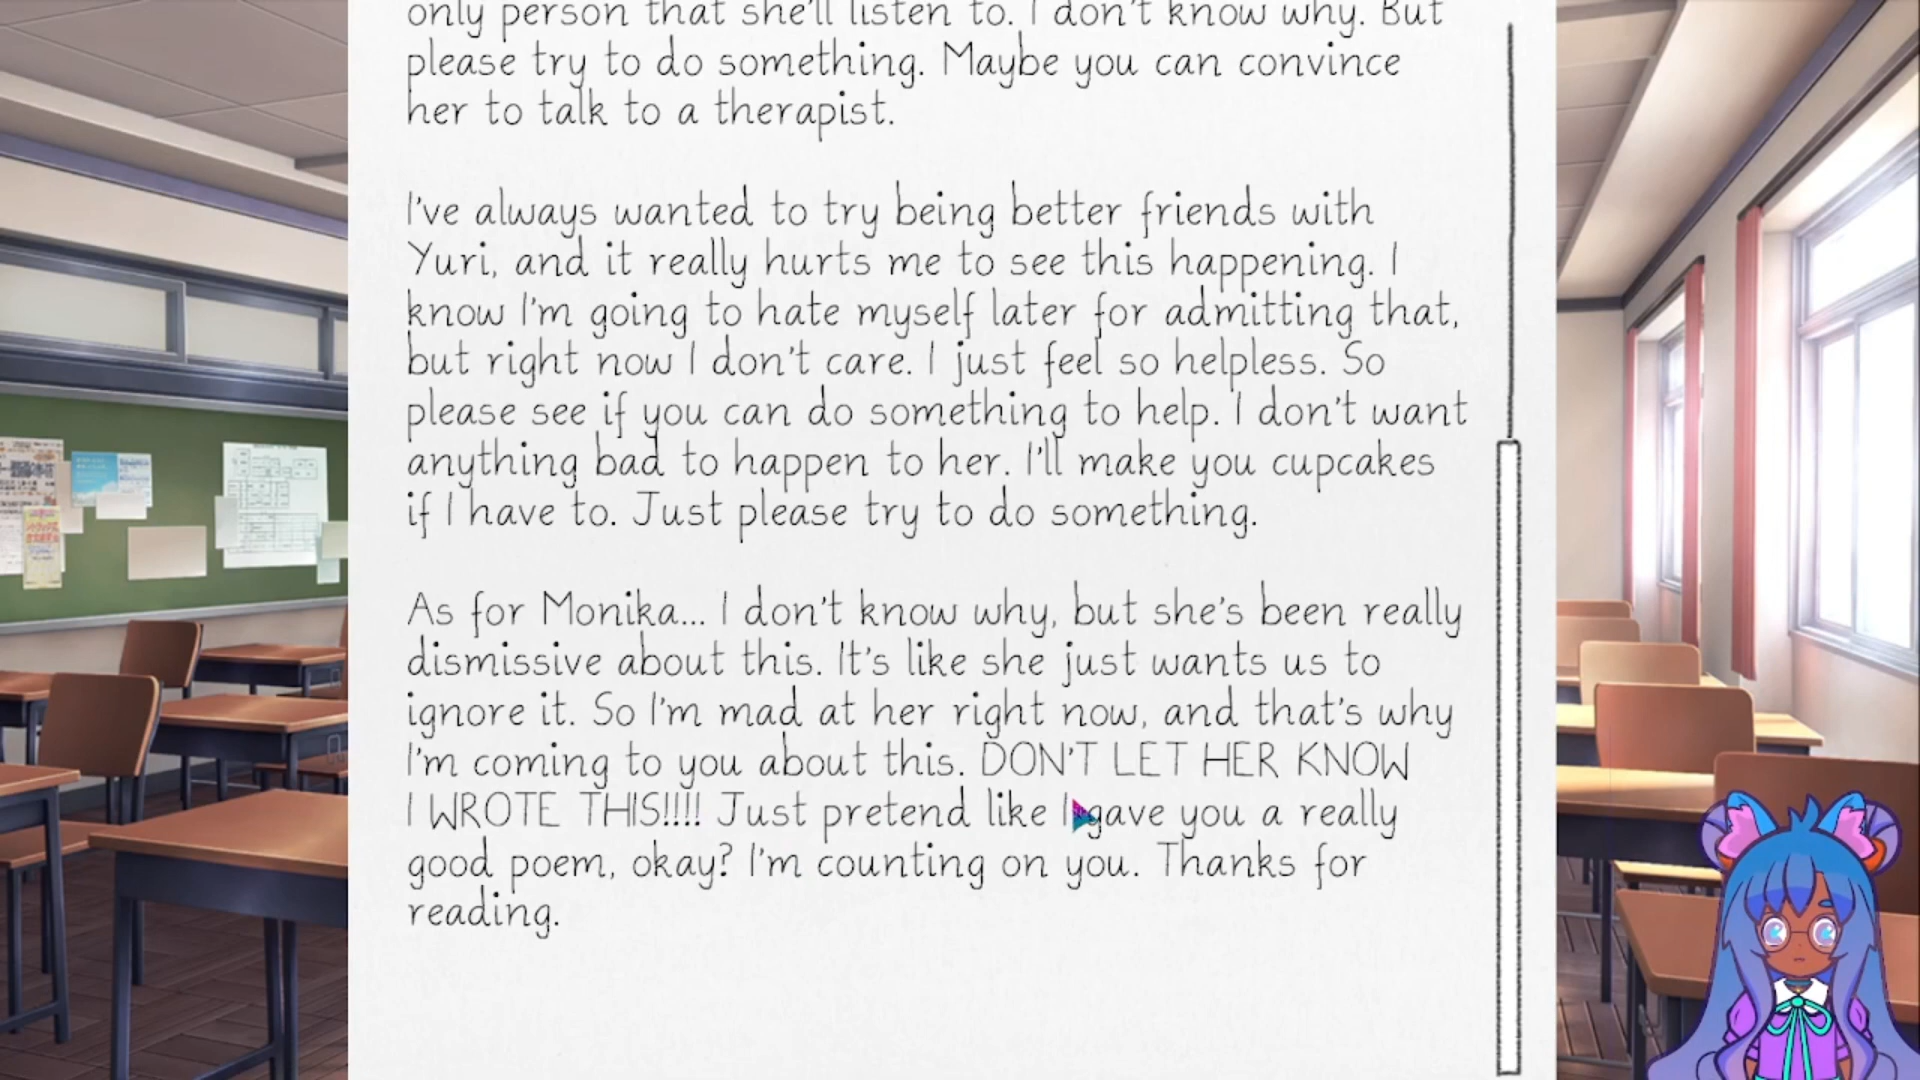 only person that she'll listen to. I don't know why. But
please try to do something. Maybe you can convince
her to talk to a therapist.
I've always wanted to try being better friends with
Yuri, and it really hurts me to see this happening. I
know I'm going to hate myself later for admitting that,
but right now I don't care. I just feel so helpless. So
please see if you can do something to help. I don't want
anything bad to happen to her. I'll make you cupcakes
if I have to. Just please try to do something.
As for Monika... I don't know why, but she's been really
dismissive about this. It's like she just wants us to
ignore it. So I'm mad at her right now, and that's why
I'm coming to you about this. DON'T LET HER KNOW
I WROTE THIS!!!! Just pretend like I gave you a really
good poem, okay? I'm counting on you. Thanks for
reading.